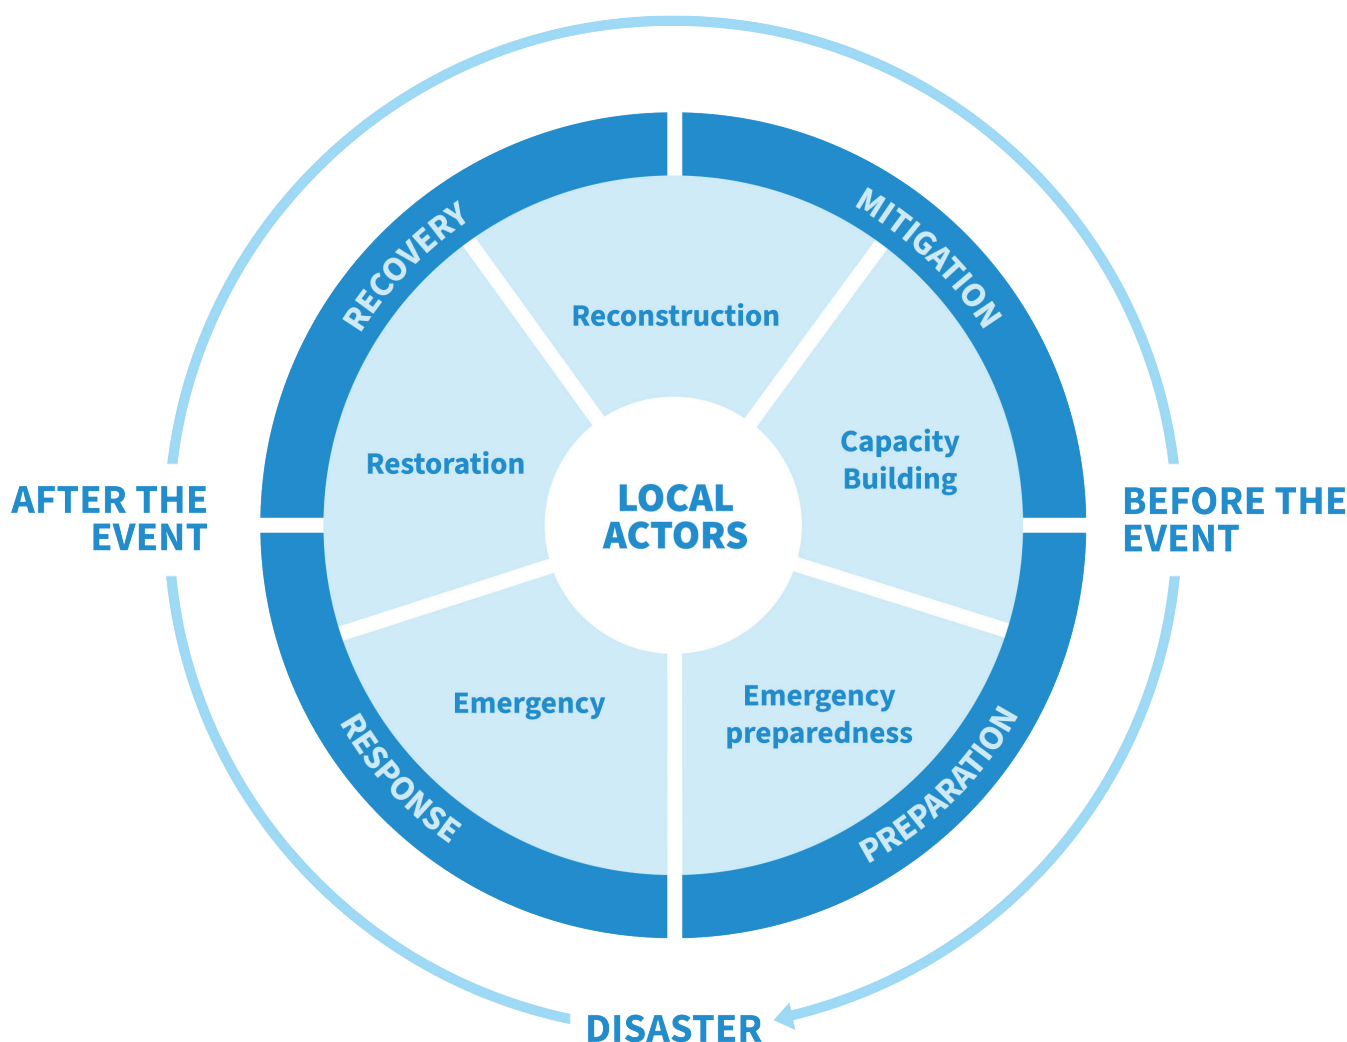 RECOVERY
MITIGATION
Reconstruction
Restoration
Capacity
Building
LOCAL
ACTORS
AFTER THE
EVENT
BEFORE THE
EVENT
Emergency
Emergency
preparedness
RESPONSE
PREPARATION
DISASTER